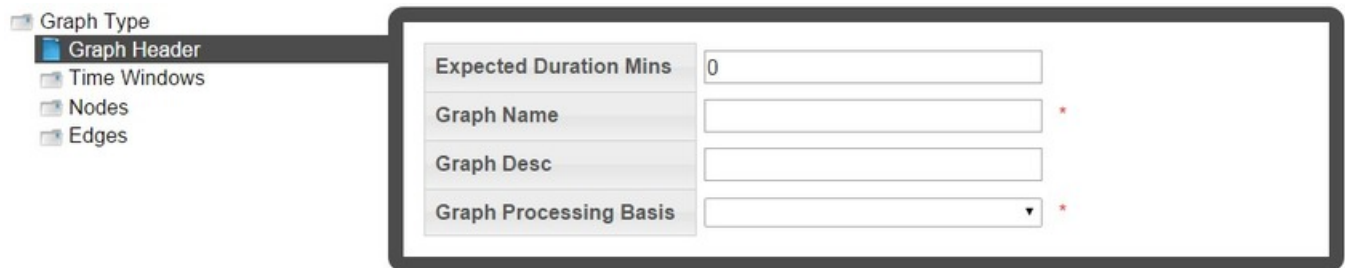 Graph Type
Graph Header
Time Windows
Nodes
Edges
Expected Duration Mins 0
Graph Name *
Graph Desc
Graph Processing Basis *